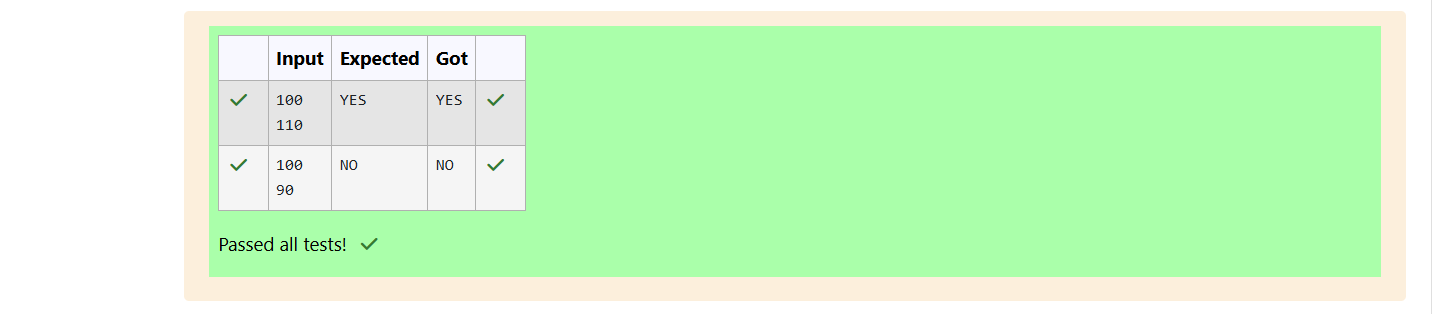 Input Expected Got
100 YES YES
110
100 NO NO
90
Passed all tests!